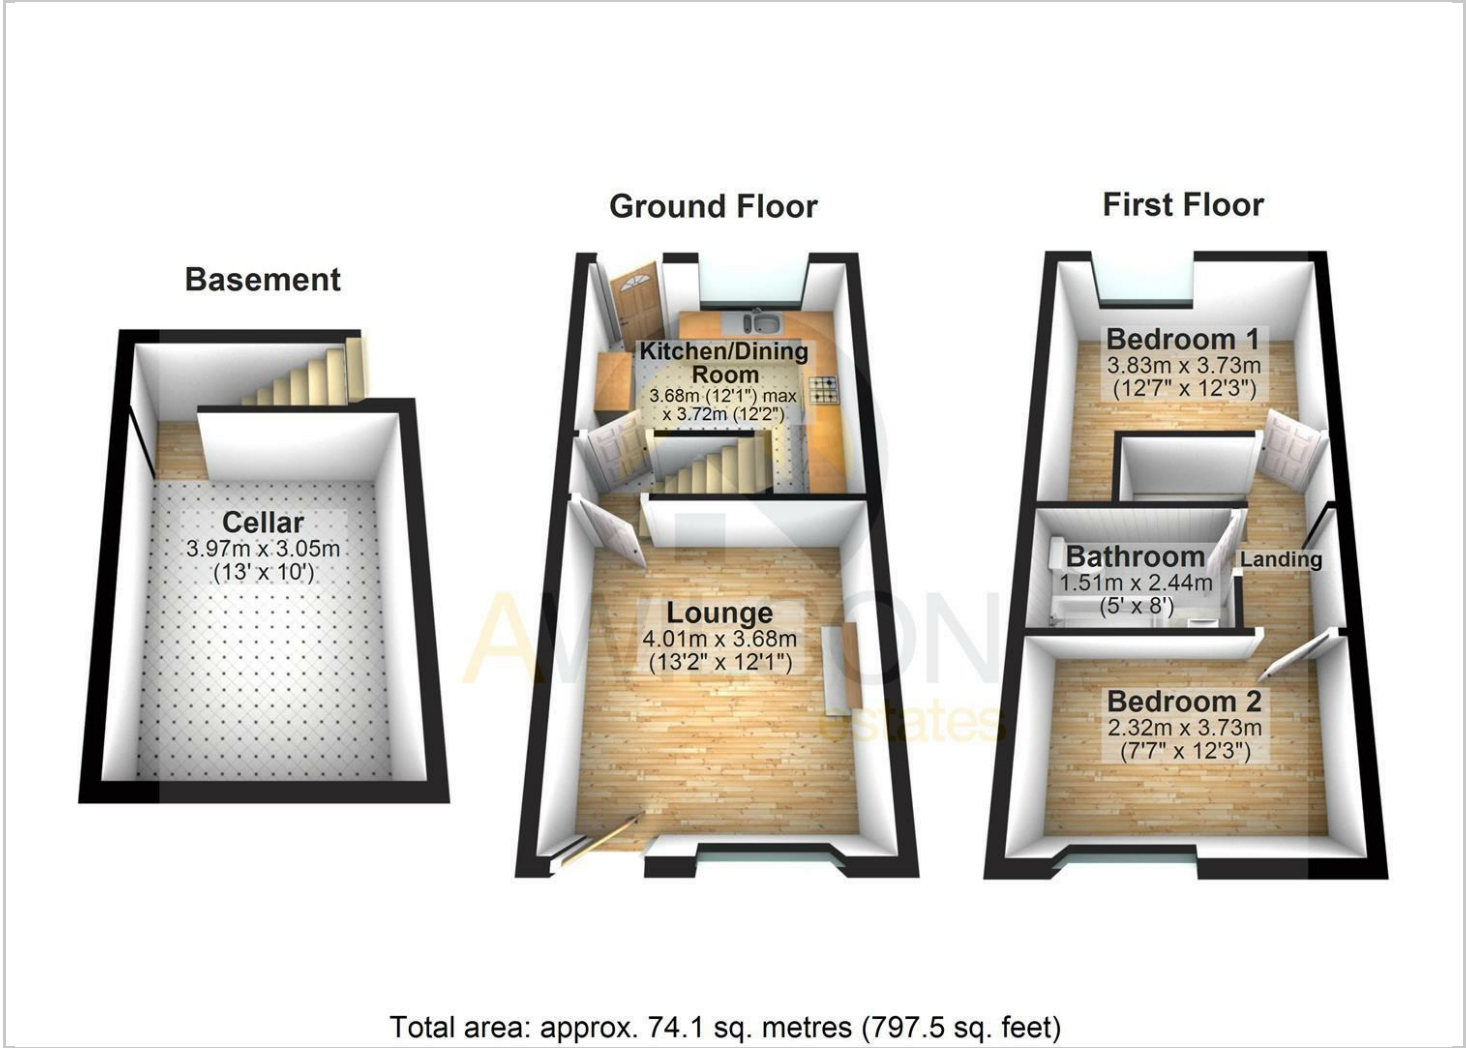 Basement
Cellar
3.97m x 3.05m
(13' x 10')
Ground Floor
Kitchen/Dining
Room
3.68m (12'1") max
x 3.72m (12'2")
Lounge
4.01m x 3.68m
(13'2" x 12'1")
First Floor
Bedroom 1
3.83m x 3.73m
(12'7" x 12'3")
Bathroom
1.51m x 2.44m
(5' x 8')
Landing
Bedroom 2
2.32m x 3.73m
(7'7" x 12'3")
estates
Total area: approx. 74.1 sq. metres (797.5 sq. feet)